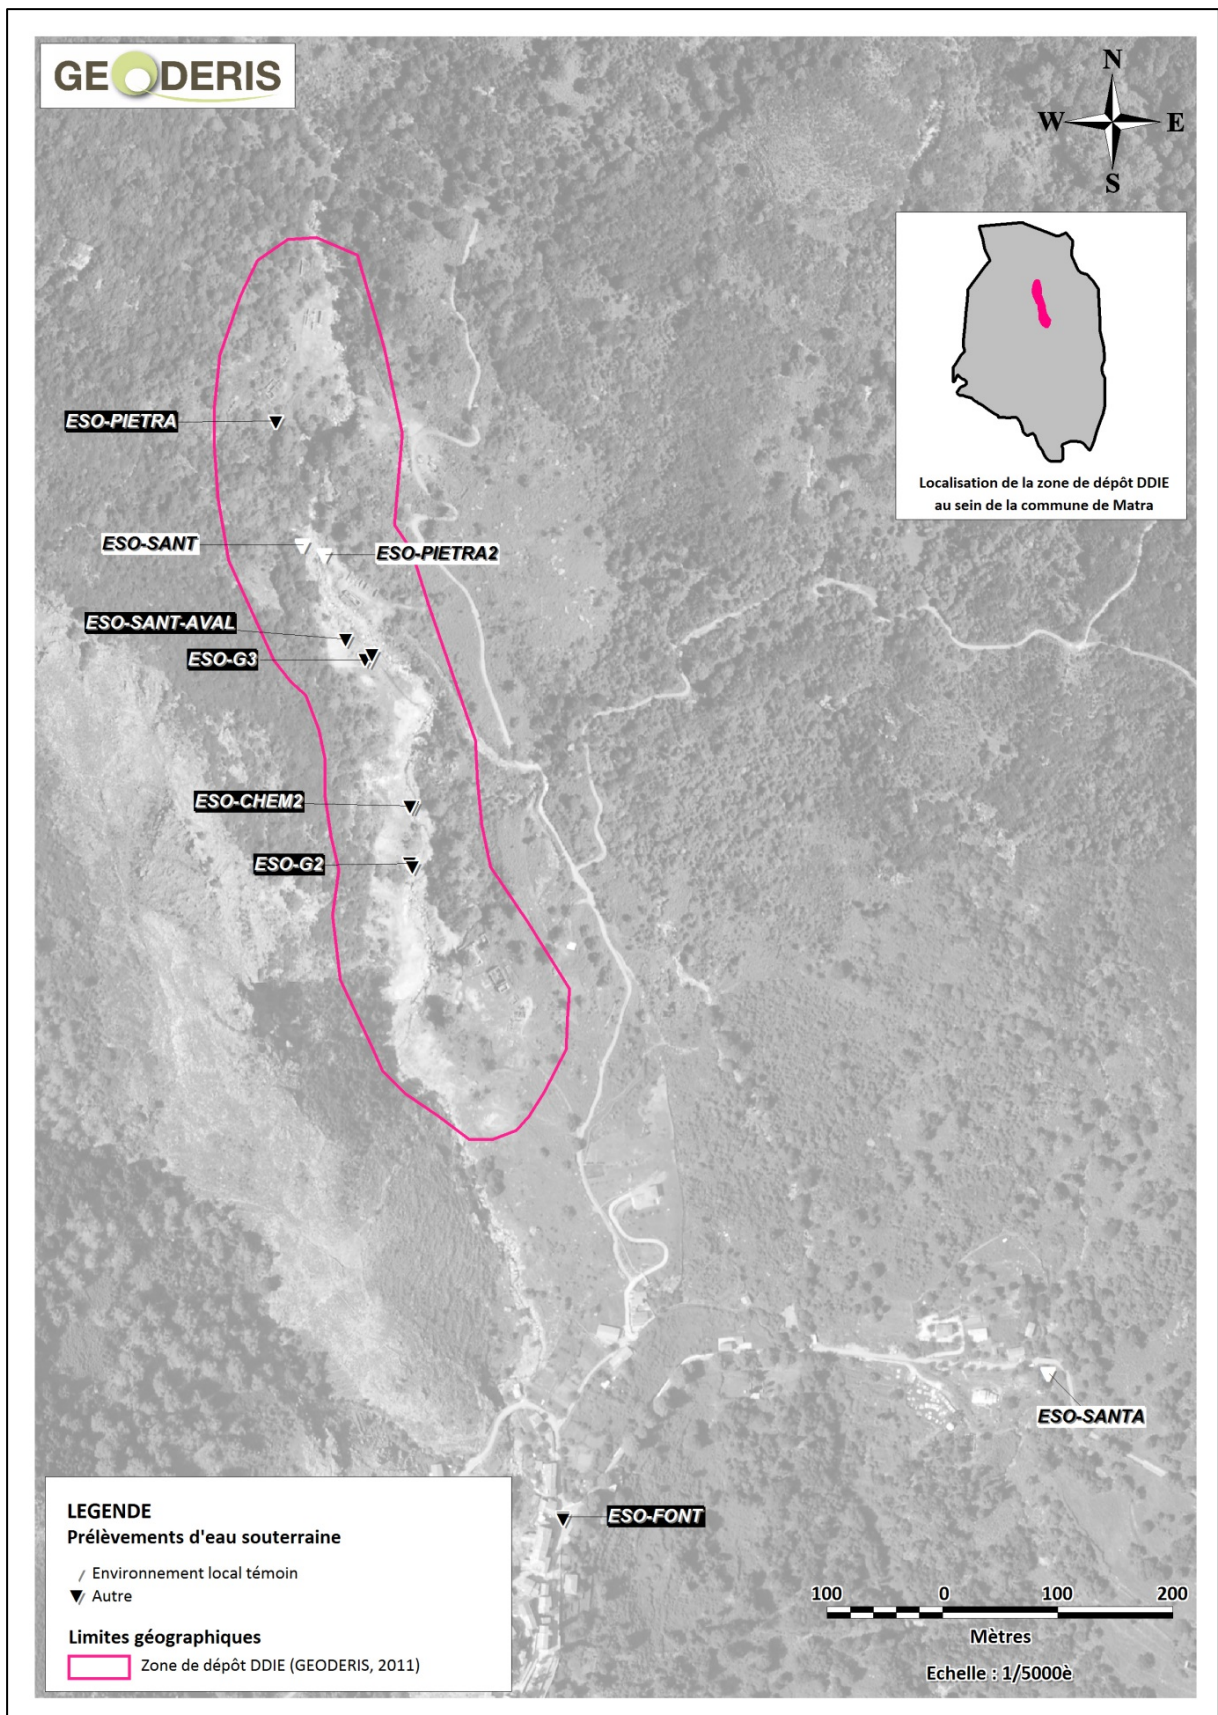 GEODERIS
N
W
E
S
Localisation de la zone de dépôt DDIE
au sein de la commune de Matra
ESO-PIETRA
ESO-SANT
ESO-PIETRA2
ESO-SANT-AVAL
ESO-G3
ESO-CHEM2
ESO-G2
ESO-SANTA
ESO-FONT
LEGENDE
Prélèvements d'eau souterraine
Environnement local témoin
Autre
Limites géographiques
Zone de dépôt DDIE (GEODERIS, 2011)
100 0 100 200
Mètres
Echelle : 1/5000è